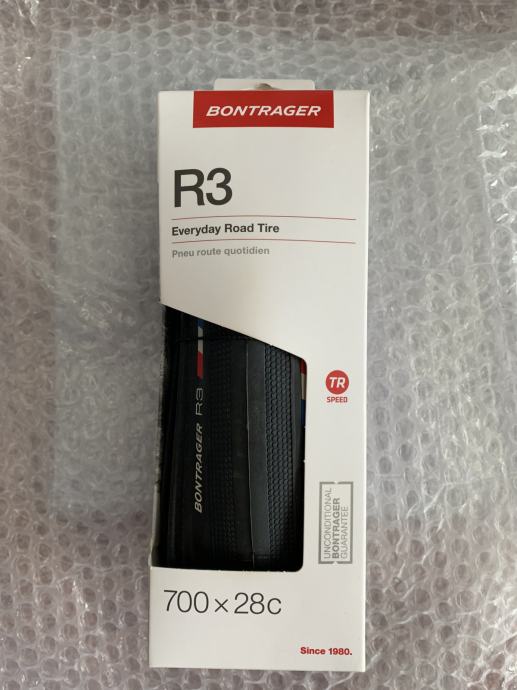 BONTRAGER
R3
Everyday Road Tire
Pneu route quotidien
TR
SPEED
BONTRAGER R3
UNCONDITIONAL
BONTRAGER
GUARANTEE
700 x 28c
Since 1980.